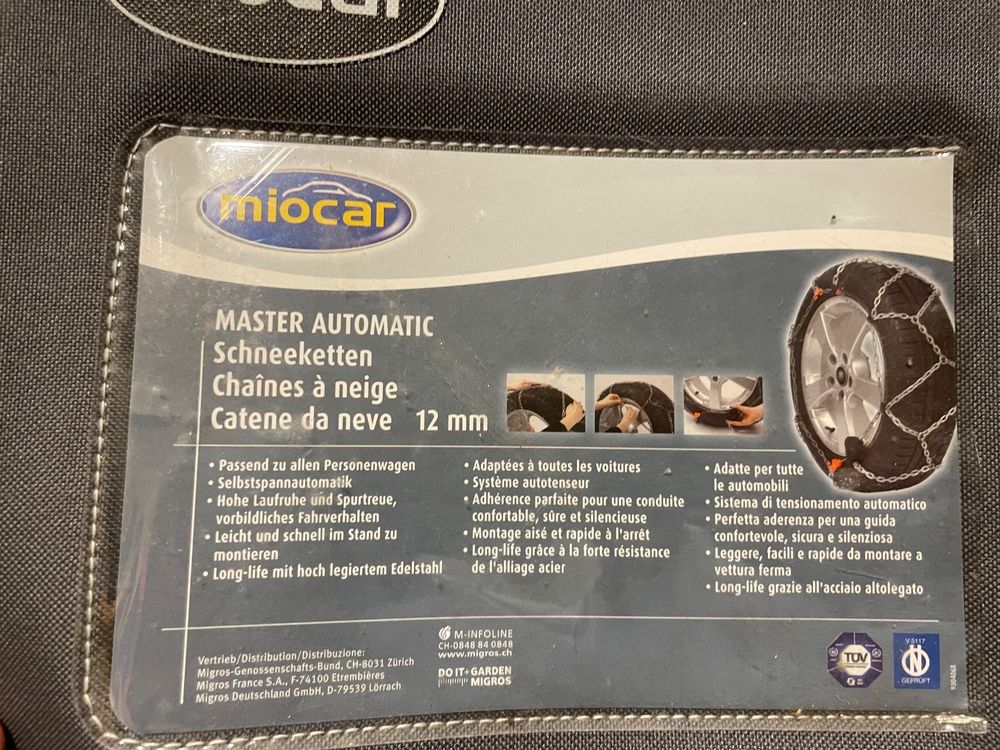 miocar
MASTER AUTOMATIC
Schneeketten
Chaînes à neige
Catene da neve 12 mm
• Passend zu allen Personenwagen
• Selbstspannautomatik
• Hohe Laufruhe und Spurtreue,
vorbildliches Fahrverhalten
• Leicht und schnell im Stand zu
montieren
• Long-life mit hoch legiertem Edelstahl
• Adaptées à toutes les voitures
• Système autotenseur
• Adhérence parfaite pour une conduite
confortable, sûre et silencieuse
• Montage aisé et rapide à l'arrêt
• Long-life grâce à la forte résistance
de l'alliage acier
• Adatte per tutte
le automobili
• Sistema di tensionamento automatico
• Perfetta aderenza per una guida
confortevole, sicura e silenziosa
• Leggere, facili e rapide da montare a
vettura ferma
• Long-life grazie all'acciaio altolegato
Vertrieb/Distribution/Distribuzione:
Migros-Genossenschafts-Bund, CH-8031 Zürich
Migros France S.A., F-74100 Etrembières
Migros Deutschland GmbH, D-79539 Lörrach
M-INFOLINE
CH-0848 84 0848
www.migros.ch
DO IT + GARDEN
MIGROS
TÜV
V 5117
N
GEPRÜFT
9304068